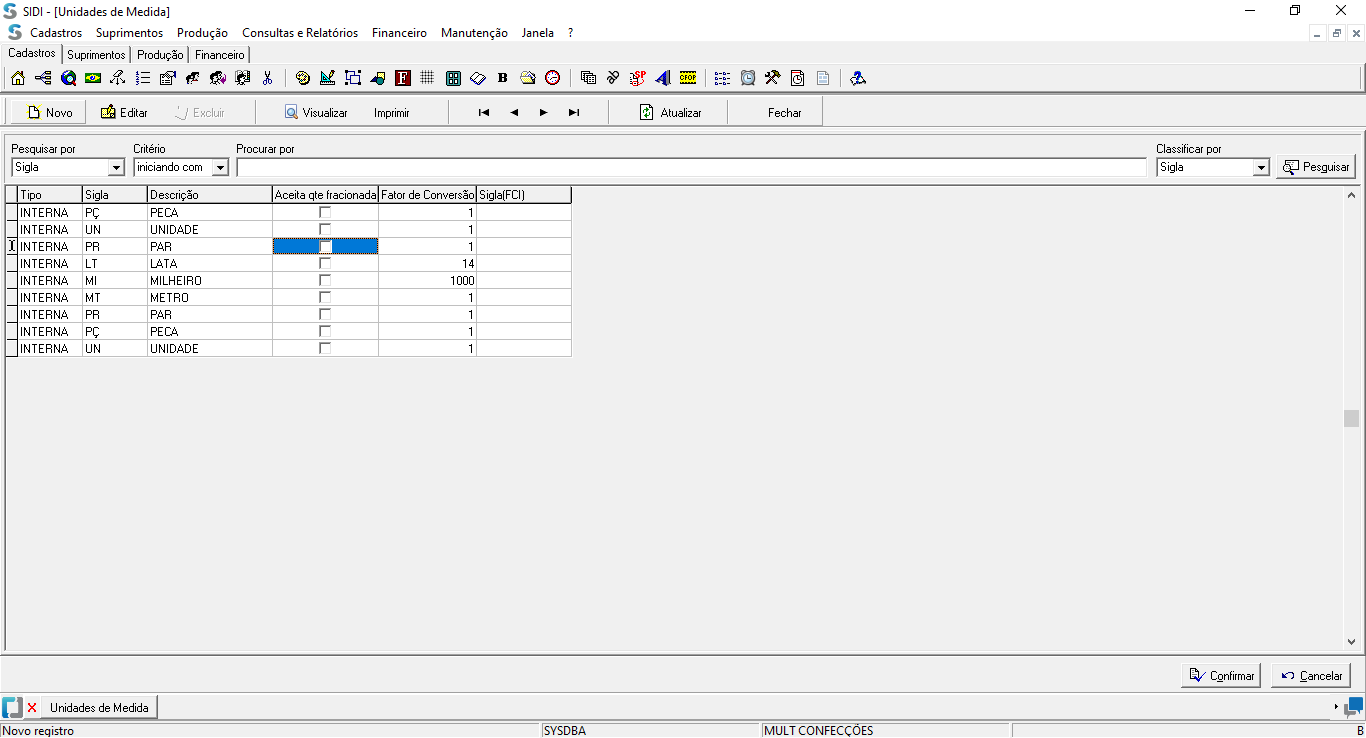 SIDI - [Unidades de Medida]
Cadastros Suprimentos Produção Consultas e Relatórios Financeiro Manutenção Janela ?
Cadastros Suprimentos Produção Financeiro
F B SP CFOP
Novo Editar Excluir Visualizar Imprimir Atualizar Fechar
Pesquisar por Critério Procurar por Classificar por
Sigla iniciando com Sigla Pesquisar
Tipo Sigla Descrição Aceita qte fracionada Fator de Conversão Sigla(FCI)
INTERNA PÇ PECA 1
INTERNA UN UNIDADE 1
INTERNA PR PAR 1
INTERNA LT LATA 14
INTERNA MI MILHEIRO 1000
INTERNA MT METRO 1
INTERNA PR PAR 1
INTERNA PÇ PECA 1
INTERNA UN UNIDADE 1
Confirmar Cancelar
Unidades de Medida
Novo registro SYSDBA MULT CONFECÇÕES B